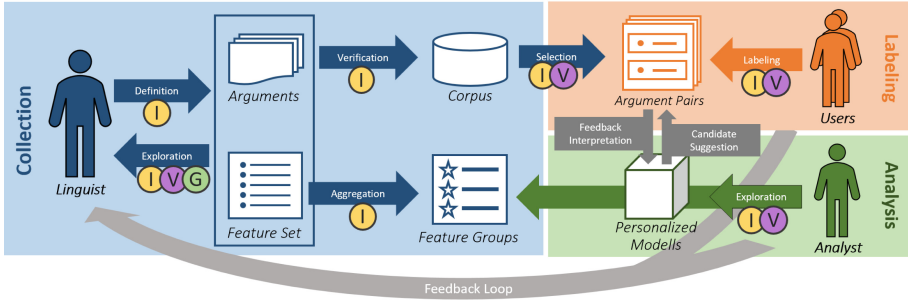 Collection
Linguist
Definition
I
Exploration
I V G
Arguments
Feature Set
Verification
I
Aggregation
I
Corpus
Feature Groups
Selection
I V
Argument Pairs
Labeling
I V
Users
Labeling
Feedback
Interpretation
Candidate
Suggestion
Personalized
Modells
Exploration
I V
Analyst
Analysis
Feedback Loop